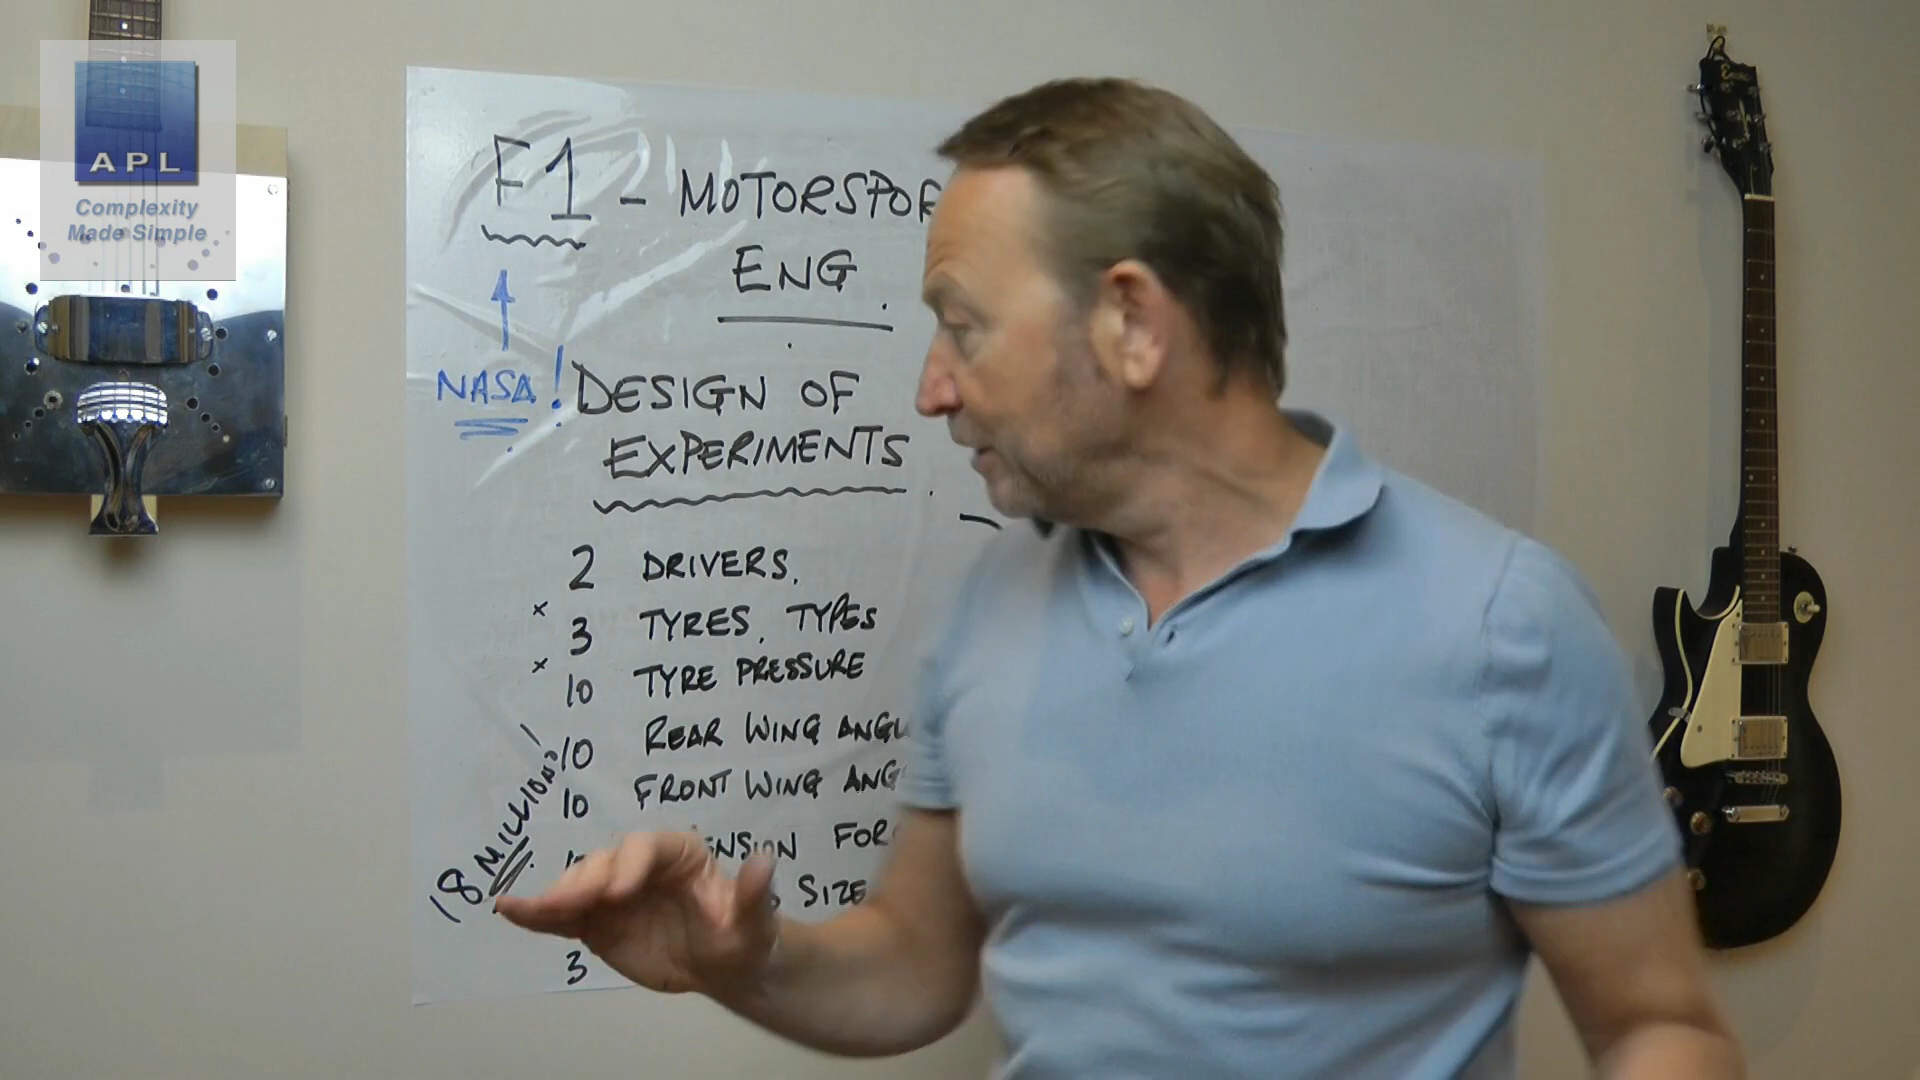 APL
Complexity
Made Simple
F1 - MOTORSPOR
ENG.
NASA!
DESIGN OF
EXPERIMENTS.
2 DRIVERS.
x
3 TYRES. TYPES
x
10 TYRE PRESSURE
10 REAR WING ANGL
10 FRONT WING ANG
ENSION FOR
SIZE
3
18 MILLION!